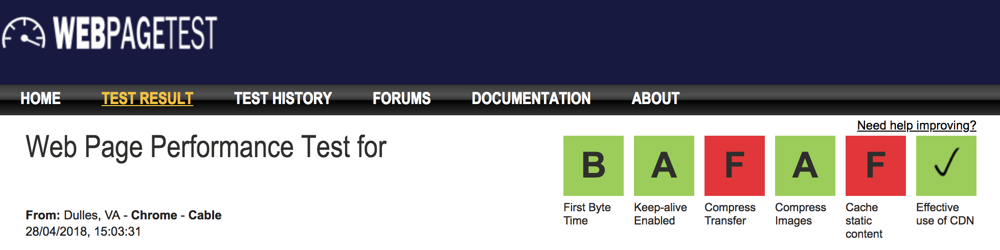 WEBPAGETEST
HOME TEST RESULT TEST HISTORY FORUMS DOCUMENTATION ABOUT
Need help improving?
Web Page Performance Test for
From: Dulles, VA - Chrome - Cable
28/04/2018, 15:03:31
B
First Byte
Time
A
Keep-alive
Enabled
F
Compress
Transfer
A
Compress
Images
F
Cache
static
content
Effective
use of CDN